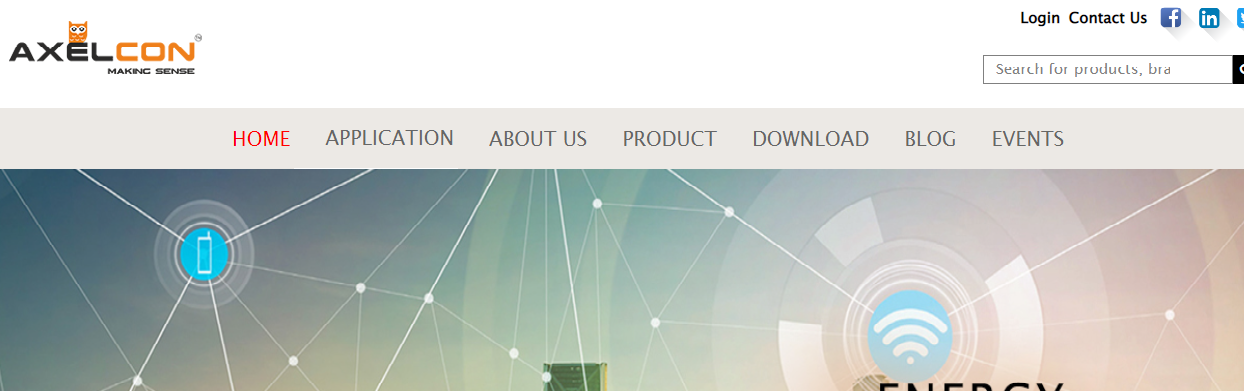 Login Contact Us
AXELCON
MAKING SENSE
Search for products, bra
HOME APPLICATION ABOUT US PRODUCT DOWNLOAD BLOG EVENTS
ENERGY